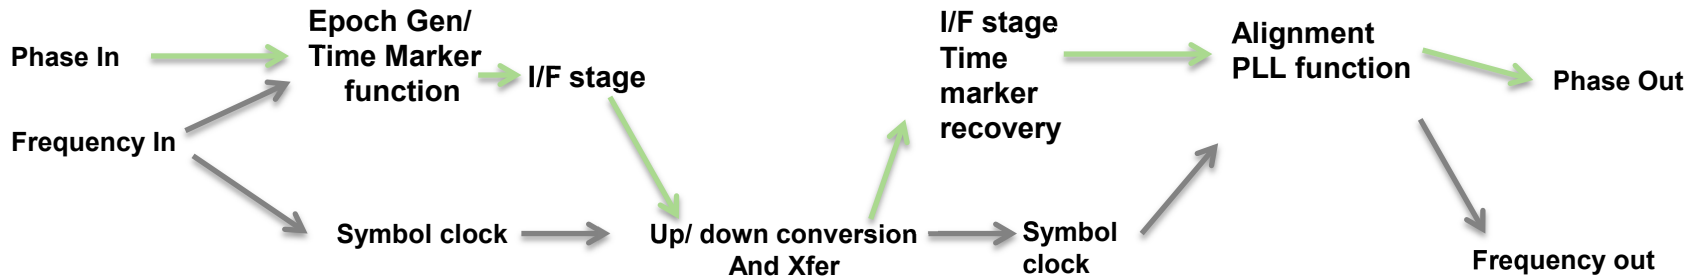 Phase In
Frequency In
Epoch Gen/
Time Marker
function
I/F stage
Symbol clock
Up/ down conversion
And Xfer
I/F stage
Time
marker
recovery
Symbol
clock
Alignment
PLL function
Phase Out
Frequency out